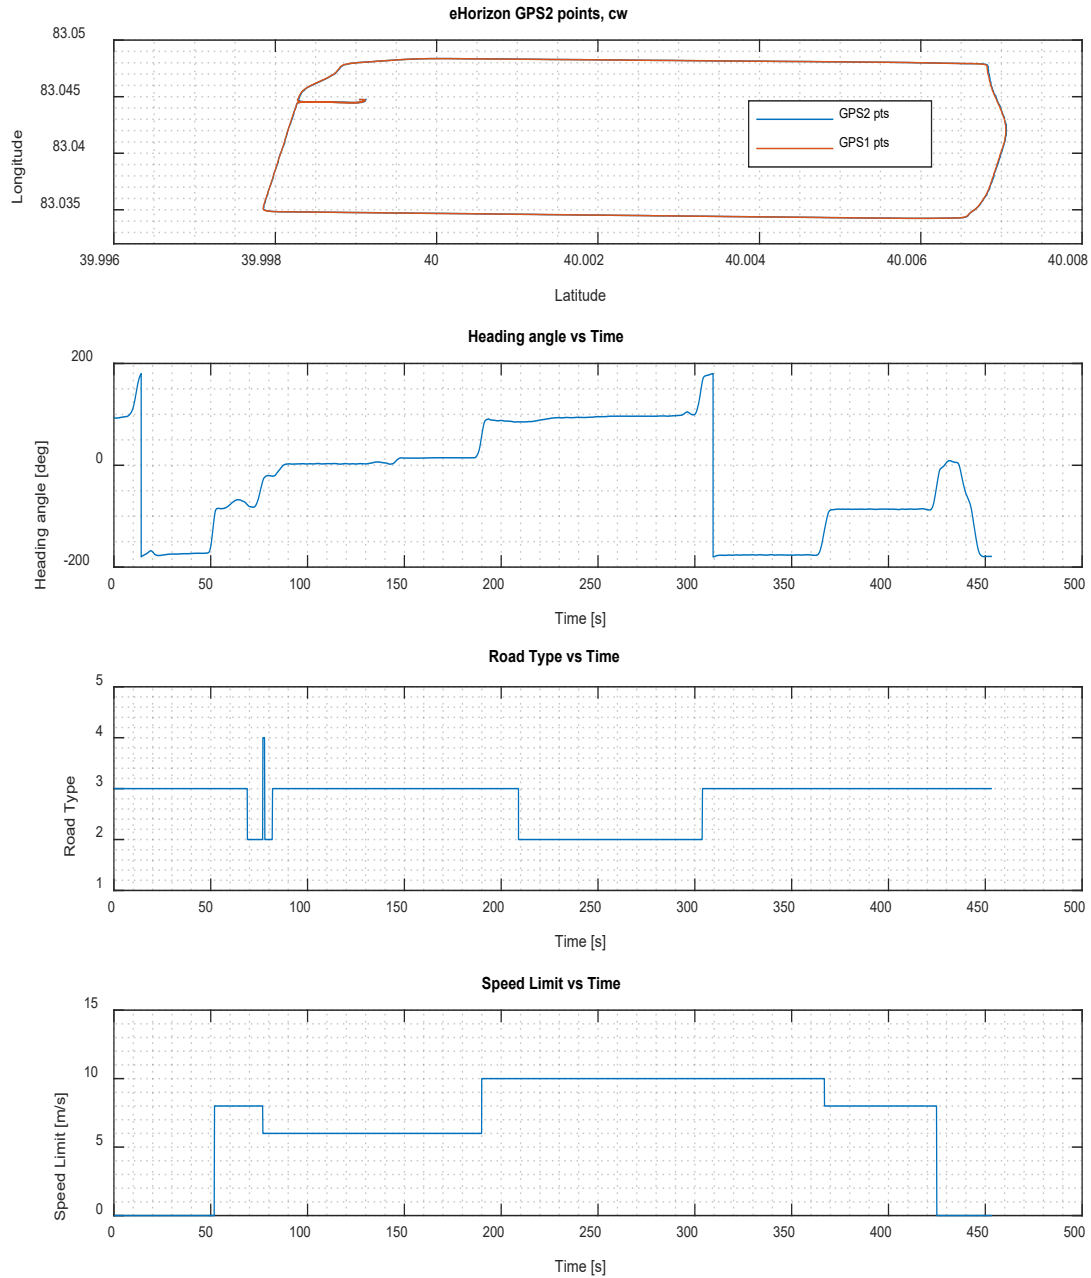 eHorizon GPS2 points, cw
83.05
83.045
83.04
83.035
Longitude
GPS2 pts
GPS1 pts
39.996 39.998 40 40.002 40.004 40.006 40.008
Latitude
Heading angle vs Time
200
0
-200
Heading angle [deg]
0 50 100 150 200 250 300 350 400 450 500
Time [s]
Road Type vs Time
5
4
3
2
1
Road Type
0 50 100 150 200 250 300 350 400 450 500
Time [s]
Speed Limit vs Time
15
10
5
0
Speed Limit [m/s]
0 50 100 150 200 250 300 350 400 450 500
Time [s]